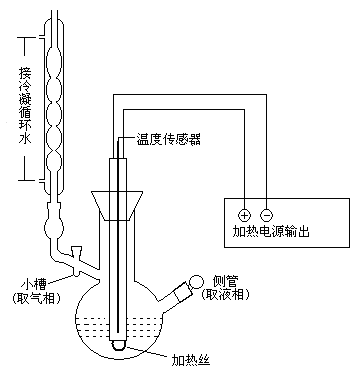 接冷凝循环水
温度传感器
+ −
加热电源输出
小槽
(取气相)
侧管
(取液相)
加热丝